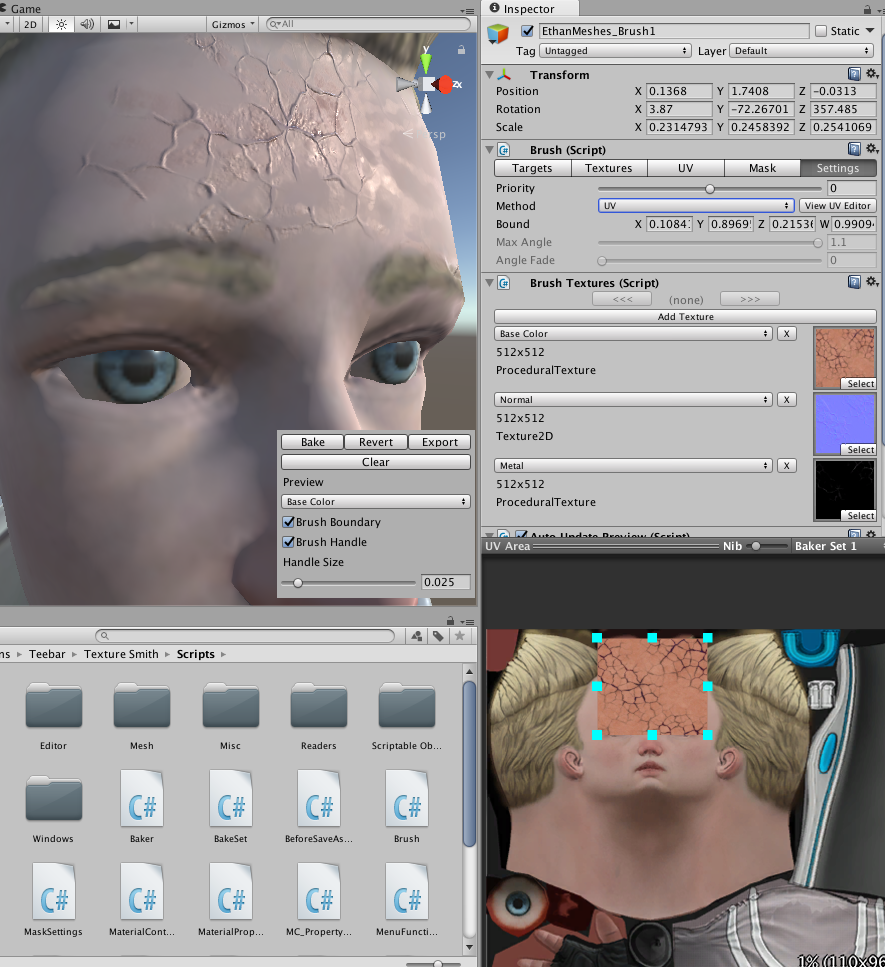 Game
2D
Gizmos
All
y
zx
Persp
Bake Revert Export
Clear
Preview
Base Color
Brush Boundary
Brush Handle
Handle Size
0.025
Teebar Texture Smith Scripts
Editor Mesh Misc Readers Scriptable Ob...
Windows Baker BakeSet BeforeSaveAs... Brush
MaskSettings MaterialCont... MaterialProp... MC_Property... MenuFuncti...
C# C# C# C#
C# C# C# C# C#
Inspector
EthanMeshes_Brush1 Static
Tag Untagged Layer Default
Transform
Position X 0.1368 Y 1.7408 Z -0.0313
Rotation X 3.87 Y -72.26701 Z 357.485
Scale X 0.2314793 Y 0.2458392 Z 0.2541069
C# Brush (Script)
Targets Textures UV Mask Settings
Priority 0
Method UV View UV Editor
Bound X 0.1084 Y 0.8969 Z 0.2153 W 0.9909
Max Angle 1.1
Angle Fade 0
C# Brush Textures (Script)
<<< (none) >>>
Add Texture
Base Color X
512x512
ProceduralTexture
Select
Normal X
512x512
Texture2D
Select
Metal X
512x512
ProceduralTexture
Select
Auto Update Preview (Script)
UV Area Nib Baker Set 1